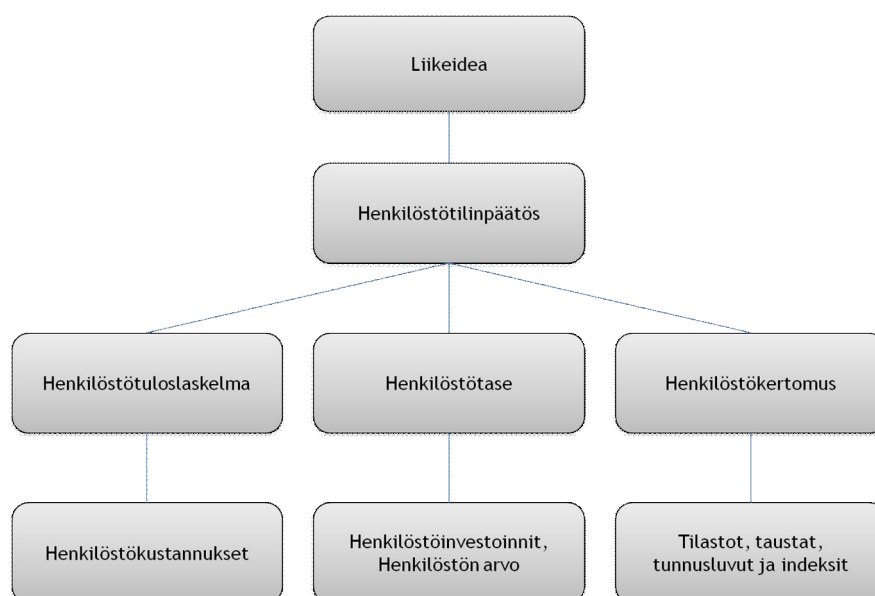 Liikeidea
Henkilöstötilinpäätös
Henkilöstötuloslaskelma
Henkilöstötase
Henkilöstökertomus
Henkilöstökustannukset
Henkilöstöinvestoinnit,
Henkilöstön arvo
Tilastot, taustat,
tunnusluvut ja indeksit